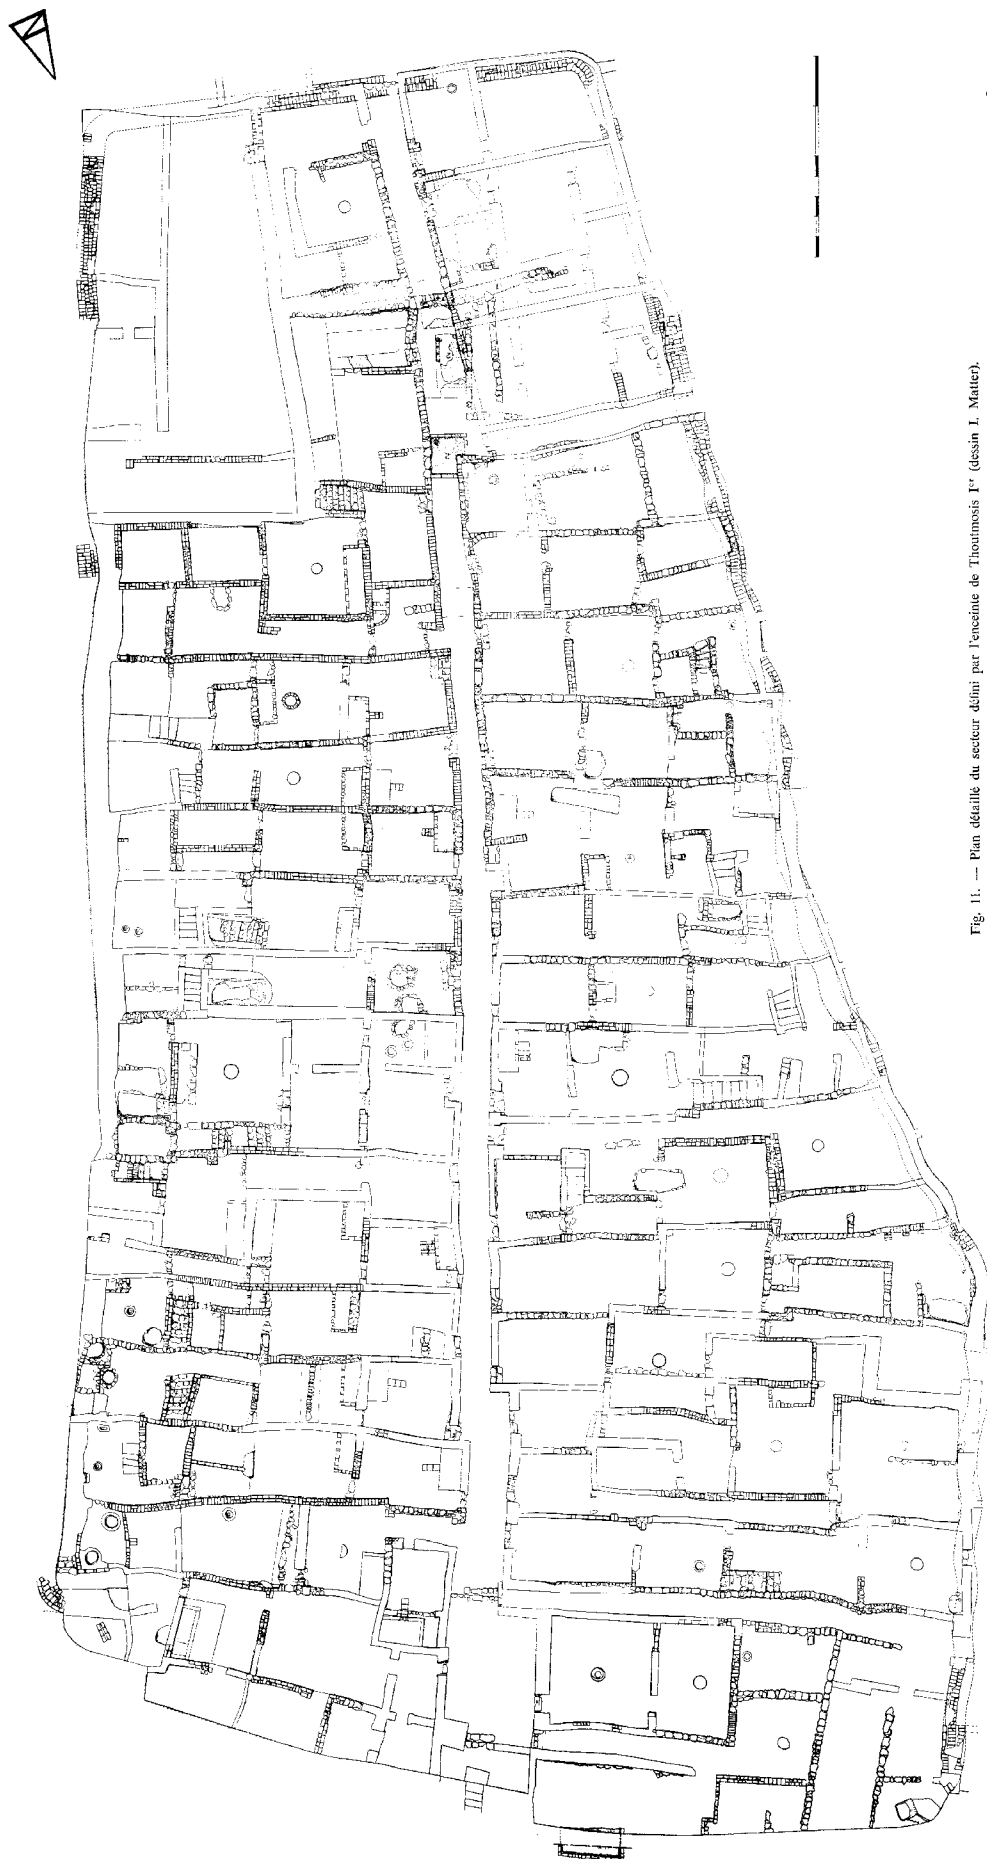 Fig. 11. — Plan détaillé du secteur défini par l'enceinte de Thoutmosis Iᵉʳ (dessin I. Matter).
N